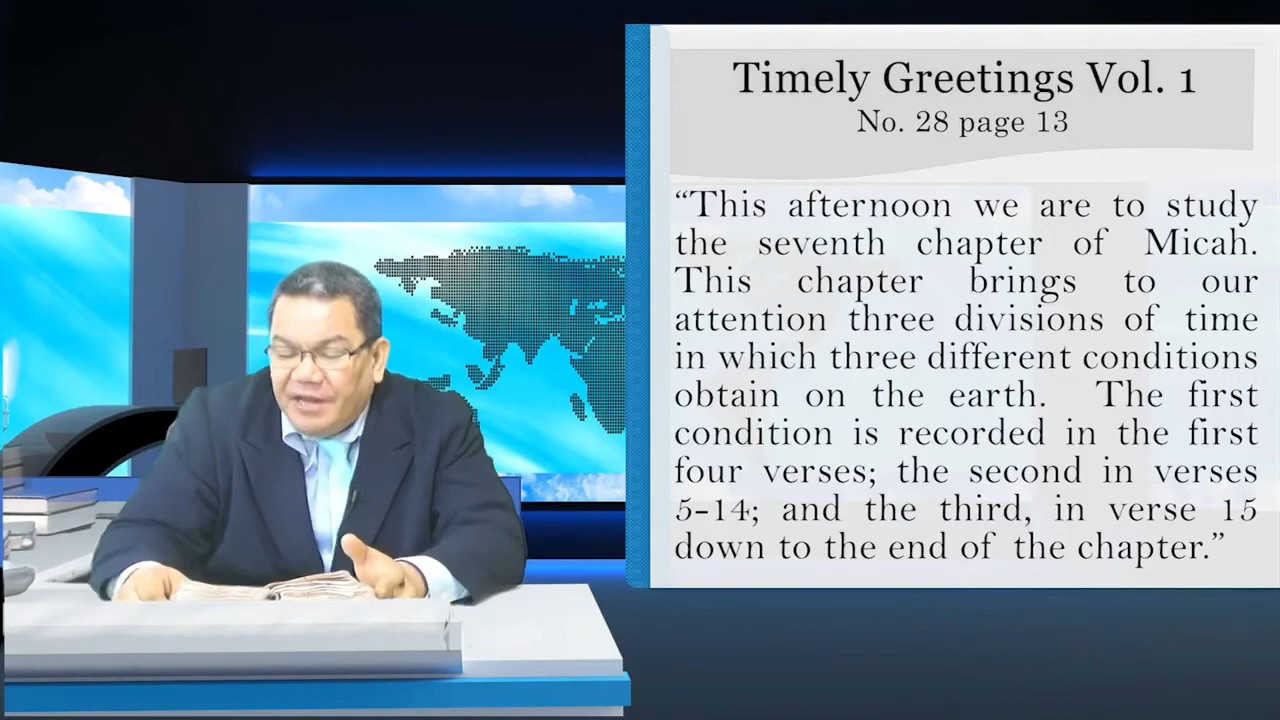 Timely Greetings Vol. 1
No. 28 page 13
“This afternoon we are to study
the seventh chapter of Micah.
This chapter brings to our
attention three divisions of time
in which three different conditions
obtain on the earth. The first
condition is recorded in the first
four verses; the second in verses
5-14; and the third, in verse 15
down to the end of the chapter.”